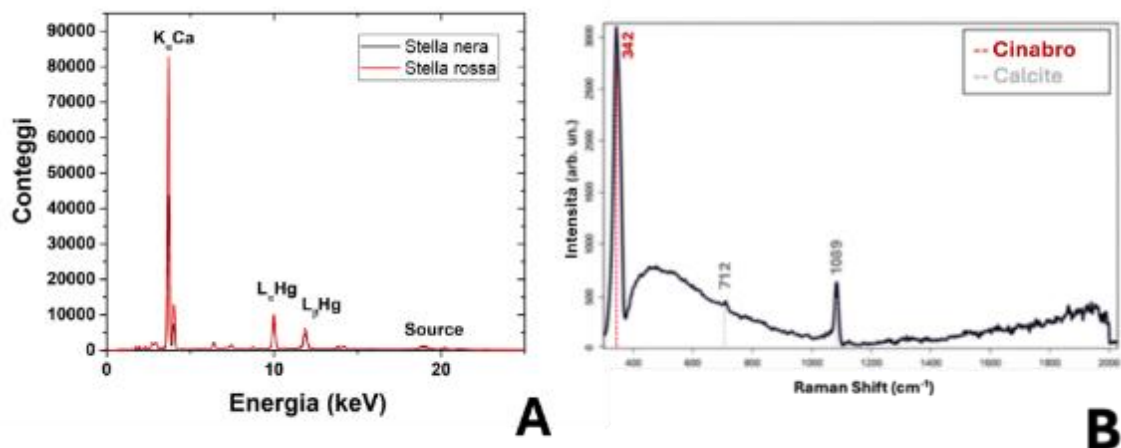 90000
80000
70000
60000
50000
40000
30000
20000
10000
0
0
10
20
Conteggi
Energia (keV)
KαCa
LαHg
LβHg
Source
Stella nera
Stella rossa
A
3000
2500
2000
1500
1000
500
0
400
600
800
1000
1200
1400
1600
1800
2000
Intensità (arb. un.)
Raman Shift (cm⁻¹)
342
712
1089
Cinabro
Calcite
B